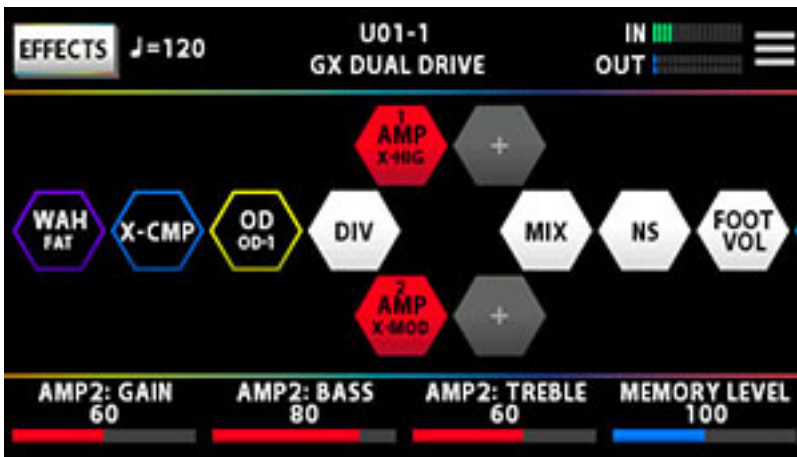 EFFECTS ♩=120
U01-1
GX DUAL DRIVE
IN
OUT
1
AMP
X-HIG
+
WAH
FAT
X-CMP
OD
OD-1
DIV
MIX
NS
FOOT
VOL
2
AMP
X-MOD
+
AMP2: GAIN
60
AMP2: BASS
80
AMP2: TREBLE
60
MEMORY LEVEL
100